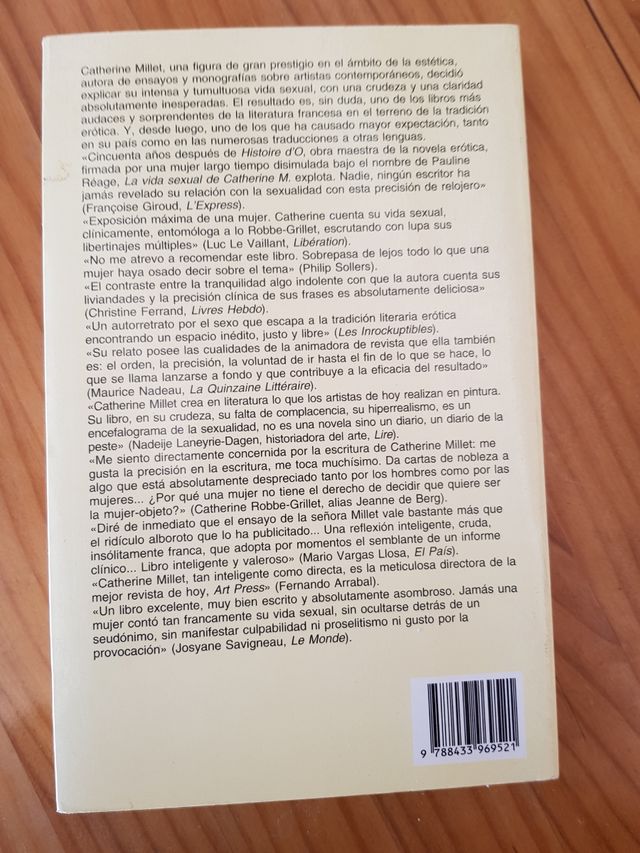 Catherine Millet, una figura de gran prestigio en el ámbito de la estética,
autora de ensayos y monografías sobre artistas contemporáneos, decidió
explicar su intensa y tumultuosa vida sexual, con una crudeza y una claridad
absolutamente inesperadas. El resultado es, sin duda, uno de los libros más
audaces y sorprendentes de la literatura francesa en el terreno de la tradición
erótica. Y, desde luego, uno de los que ha causado mayor expectación, tanto
en su país como en las numerosas traducciones a otras lenguas.
«Cincuenta años después de Histoire d'O, obra maestra de la novela erótica,
firmada por una mujer largo tiempo disimulada bajo el nombre de Pauline
Réage, La vida sexual de Catherine M. explota. Nadie, ningún escritor ha
jamás revelado su relación con la sexualidad con esta precisión de relojero»
(Françoise Giroud, L'Express).
«Exposición máxima de una mujer. Catherine cuenta su vida sexual,
clínicamente, entomóloga a lo Robbe-Grillet, escrutando con lupa sus
libertinajes múltiples» (Luc Le Vaillant, Libération).
«No me atrevo a recomendar este libro. Sobrepasa de lejos todo lo que una
mujer haya osado decir sobre el tema» (Philip Sollers).
«El contraste entre la tranquilidad algo indolente con que la autora cuenta sus
liviandades y la precisión clínica de sus frases es absolutamente deliciosa»
(Christine Ferrand, Livres Hebdo).
«Un autorretrato por el sexo que escapa a la tradición literaria erótica
encontrando un espacio inédito, justo y libre» (Les Inrockuptibles).
«Su relato posee las cualidades de la animadora de revista que ella también
es: el orden, la precisión, la voluntad de ir hasta el fin de lo que se hace, lo
que se llama lanzarse a fondo y que contribuye a la eficacia del resultado»
(Maurice Nadeau, La Quinzaine Littéraire).
«Catherine Millet crea en literatura lo que los artistas de hoy realizan en pintura.
Su libro, en su crudeza, su falta de complacencia, su hiperrealismo, es un
encefalograma de la sexualidad, no es una novela sino un diario, un diario de la
peste» (Nadeije Laneyrie-Dagen, historiadora del arte, Lire).
«Me siento directamente concernida por la escritura de Catherine Millet: me
gusta la precisión en la escritura, me toca muchísimo. Da cartas de nobleza a
algo que está absolutamente despreciado tanto por los hombres como por las
mujeres... ¿Por qué una mujer no tiene el derecho de decidir que quiere ser
la mujer-objeto?» (Catherine Robbe-Grillet, alias Jeanne de Berg).
«Diré de inmediato que el ensayo de la señora Millet vale bastante más que
el ridículo alboroto que lo ha publicitado... Una reflexión inteligente, cruda,
insólitamente franca, que adopta por momentos el semblante de un informe
clínico... Libro inteligente y valeroso» (Mario Vargas Llosa, El País).
«Catherine Millet, tan inteligente como directa, es la meticulosa directora de la
mejor revista de hoy, Art Press» (Fernando Arrabal).
«Un libro excelente, muy bien escrito y absolutamente asombroso. Jamás una
mujer contó tan francamente su vida sexual, sin ocultarse detrás de un
seudónimo, sin manifestar culpabilidad ni proselitismo ni gusto por la
provocación» (Josyane Savigneau, Le Monde).
9 788433 969521